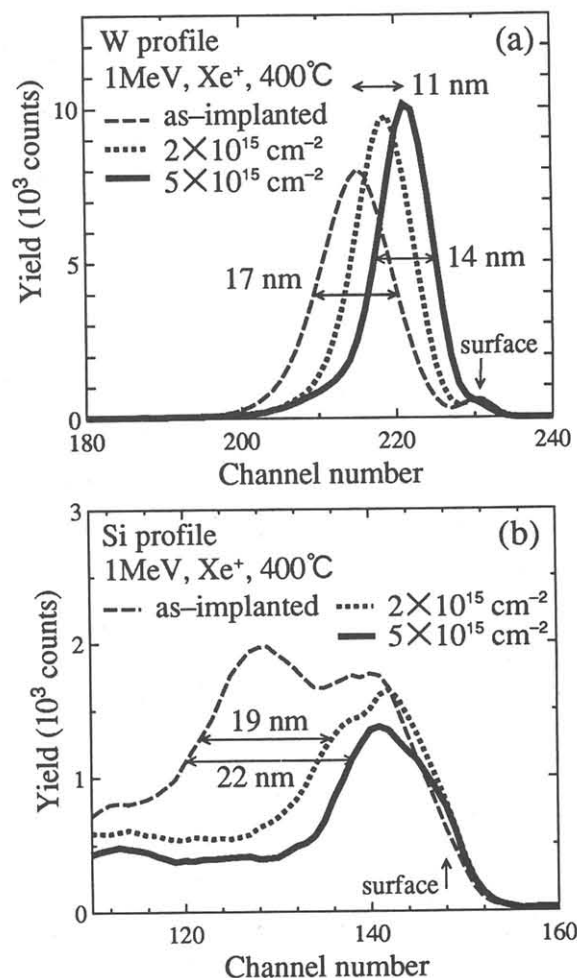 (a)
W profile
1MeV, Xe⁺, 400℃
as–implanted
2×10¹⁵ cm⁻²
5×10¹⁵ cm⁻²
11 nm
14 nm
17 nm
surface
Yield (10³ counts)
10
5
0
180 200 220 240
Channel number
(b)
Si profile
1MeV, Xe⁺, 400℃
as–implanted 2×10¹⁵ cm⁻²
5×10¹⁵ cm⁻²
19 nm
22 nm
surface
Yield (10³ counts)
3
2
1
0
120 140 160
Channel number